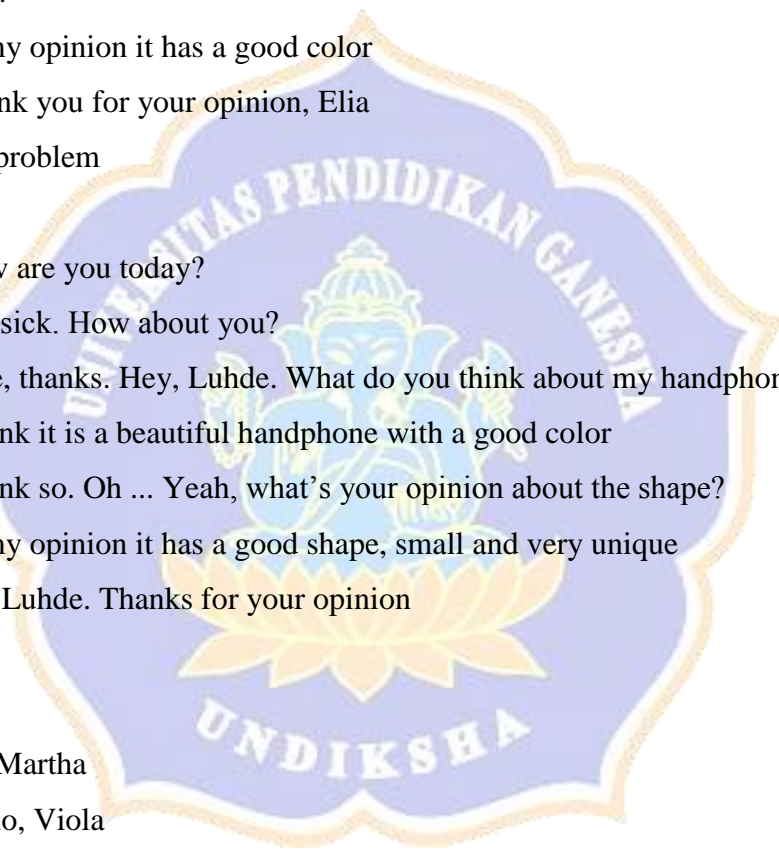 ny opinion it has a good color
nk you for your opinion, Elia
problem
UNIVERSITAS PENDIDIKAN GANESHA
w are you today?
sick. How about you?
e, thanks. Hey, Luhde. What do you think about my handphon
nk it is a beautiful handphone with a good color
nk so. Oh ... Yeah, what’s your opinion about the shape?
ny opinion it has a good shape, small and very unique
Luhde. Thanks for your opinion
UNDIKSHA
Martha
o, Viola